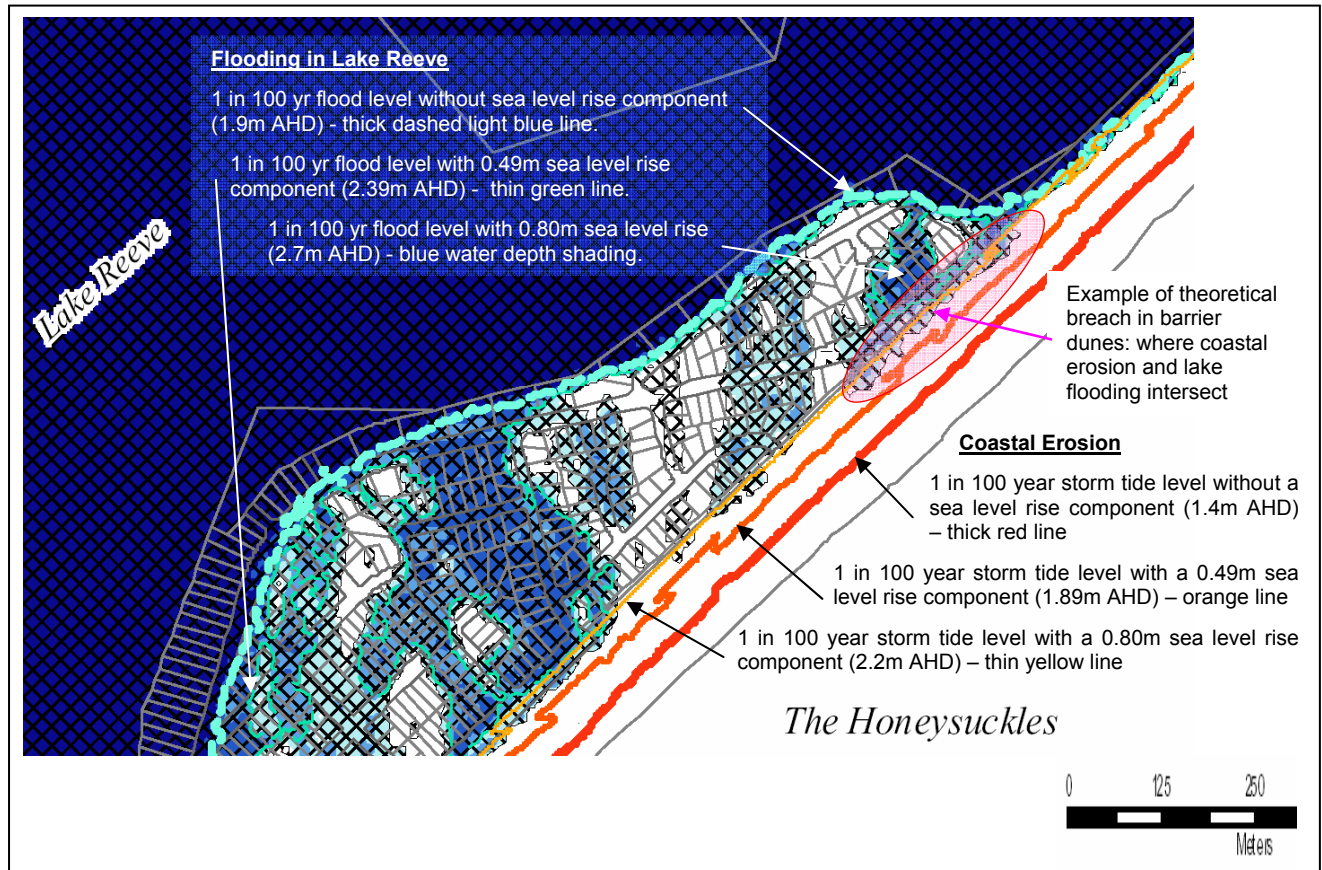 Flooding in Lake Reeve
1 in 100 yr flood level without sea level rise component
(1.9m AHD) - thick dashed light blue line.
1 in 100 yr flood level with 0.49m sea level rise
component (2.39m AHD) - thin green line.
1 in 100 yr flood level with 0.80m sea level rise
(2.7m AHD) - blue water depth shading.
Lake Reeve
Example of theoretical
breach in barrier
dunes: where coastal
erosion and lake
flooding intersect
Coastal Erosion
1 in 100 year storm tide level without a
sea level rise component (1.4m AHD)
– thick red line
1 in 100 year storm tide level with a 0.49m sea
level rise component (1.89m AHD) – orange line
1 in 100 year storm tide level with a 0.80m sea level rise
component (2.2m AHD) – thin yellow line
The Honeysuckles
0 125 250
Meters